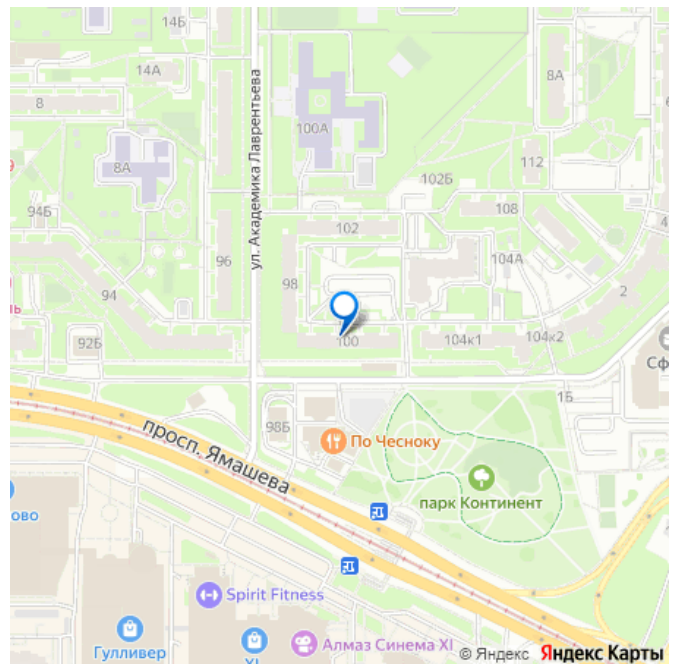 14Б
14А
8
8А
100А
ул. Академика Лаврентьева
8А
112
102Б
108
94Б
102
96
98
104А
94
2
92Б
100
104к1
104к2
1Б
98Б
просп. Ямашева
По Чесноку
парк Континент
ово
Spirit Fitness
Гулливер
XL
Алмаз Синема XL
© Яндекс Яндекс Карты